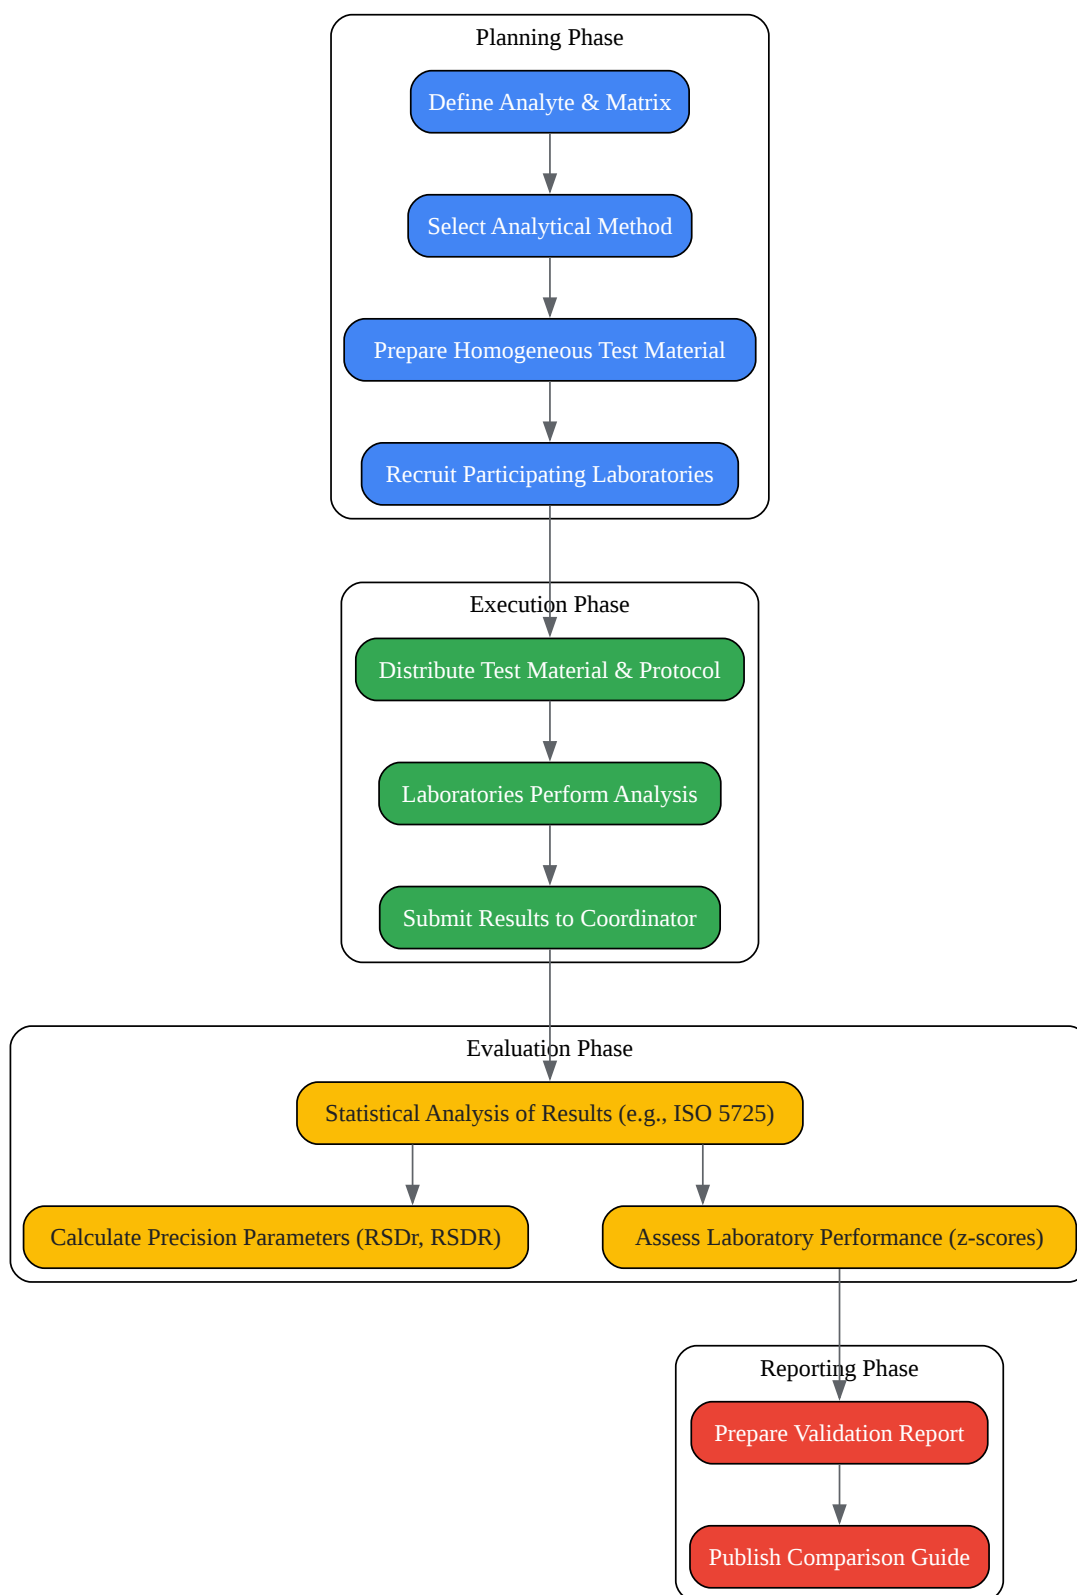 Planning Phase
Define Analyte & Matrix
Select Analytical Method
Prepare Homogeneous Test Material
Recruit Participating Laboratories
Execution Phase
Distribute Test Material & Protocol
Laboratories Perform Analysis
Submit Results to Coordinator
Evaluation Phase
Statistical Analysis of Results (e.g., ISO 5725)
Calculate Precision Parameters (RSDr, RSDR)
Assess Laboratory Performance (z-scores)
Reporting Phase
Prepare Validation Report
Publish Comparison Guide